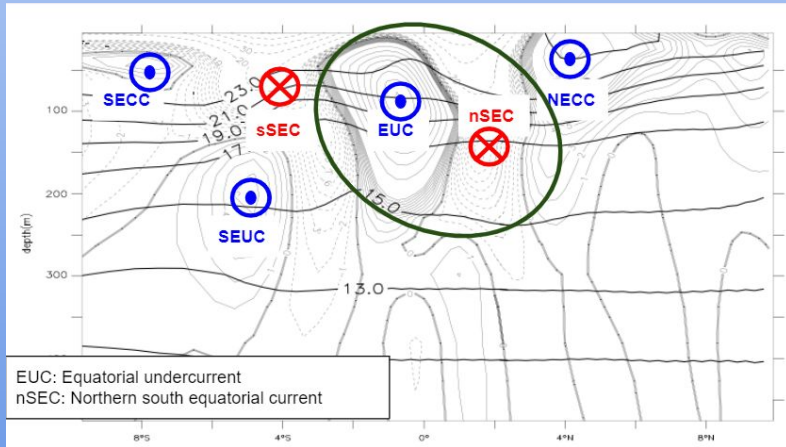 SECC
sSEC
EUC
nSEC
NECC
SEUC
23.0
21.0
19.0
17
15.0
13.0
100
200
300
depth(m)
EUC: Equatorial undercurrent
nSEC: Northern south equatorial current
8°S
4°S
0°
4°N
8°N